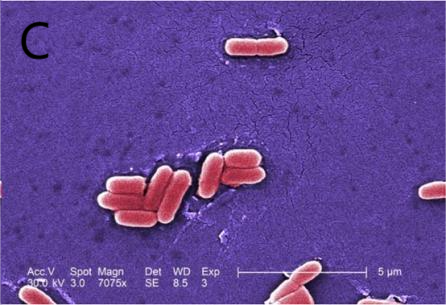 C
Acc.V Spot Magn Det WD Exp
30.0 kV 3.0 7075x SE 8.5 3 5 µm